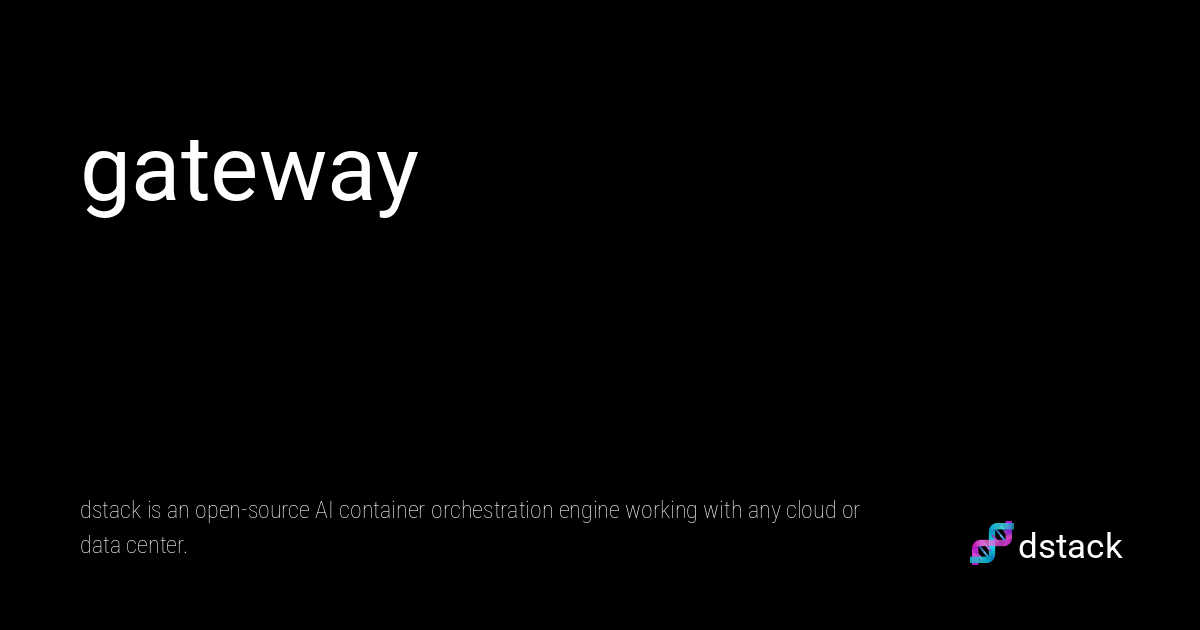 gateway
dstack is an open-source AI container orchestration engine working with any cloud or
data center.
dstack